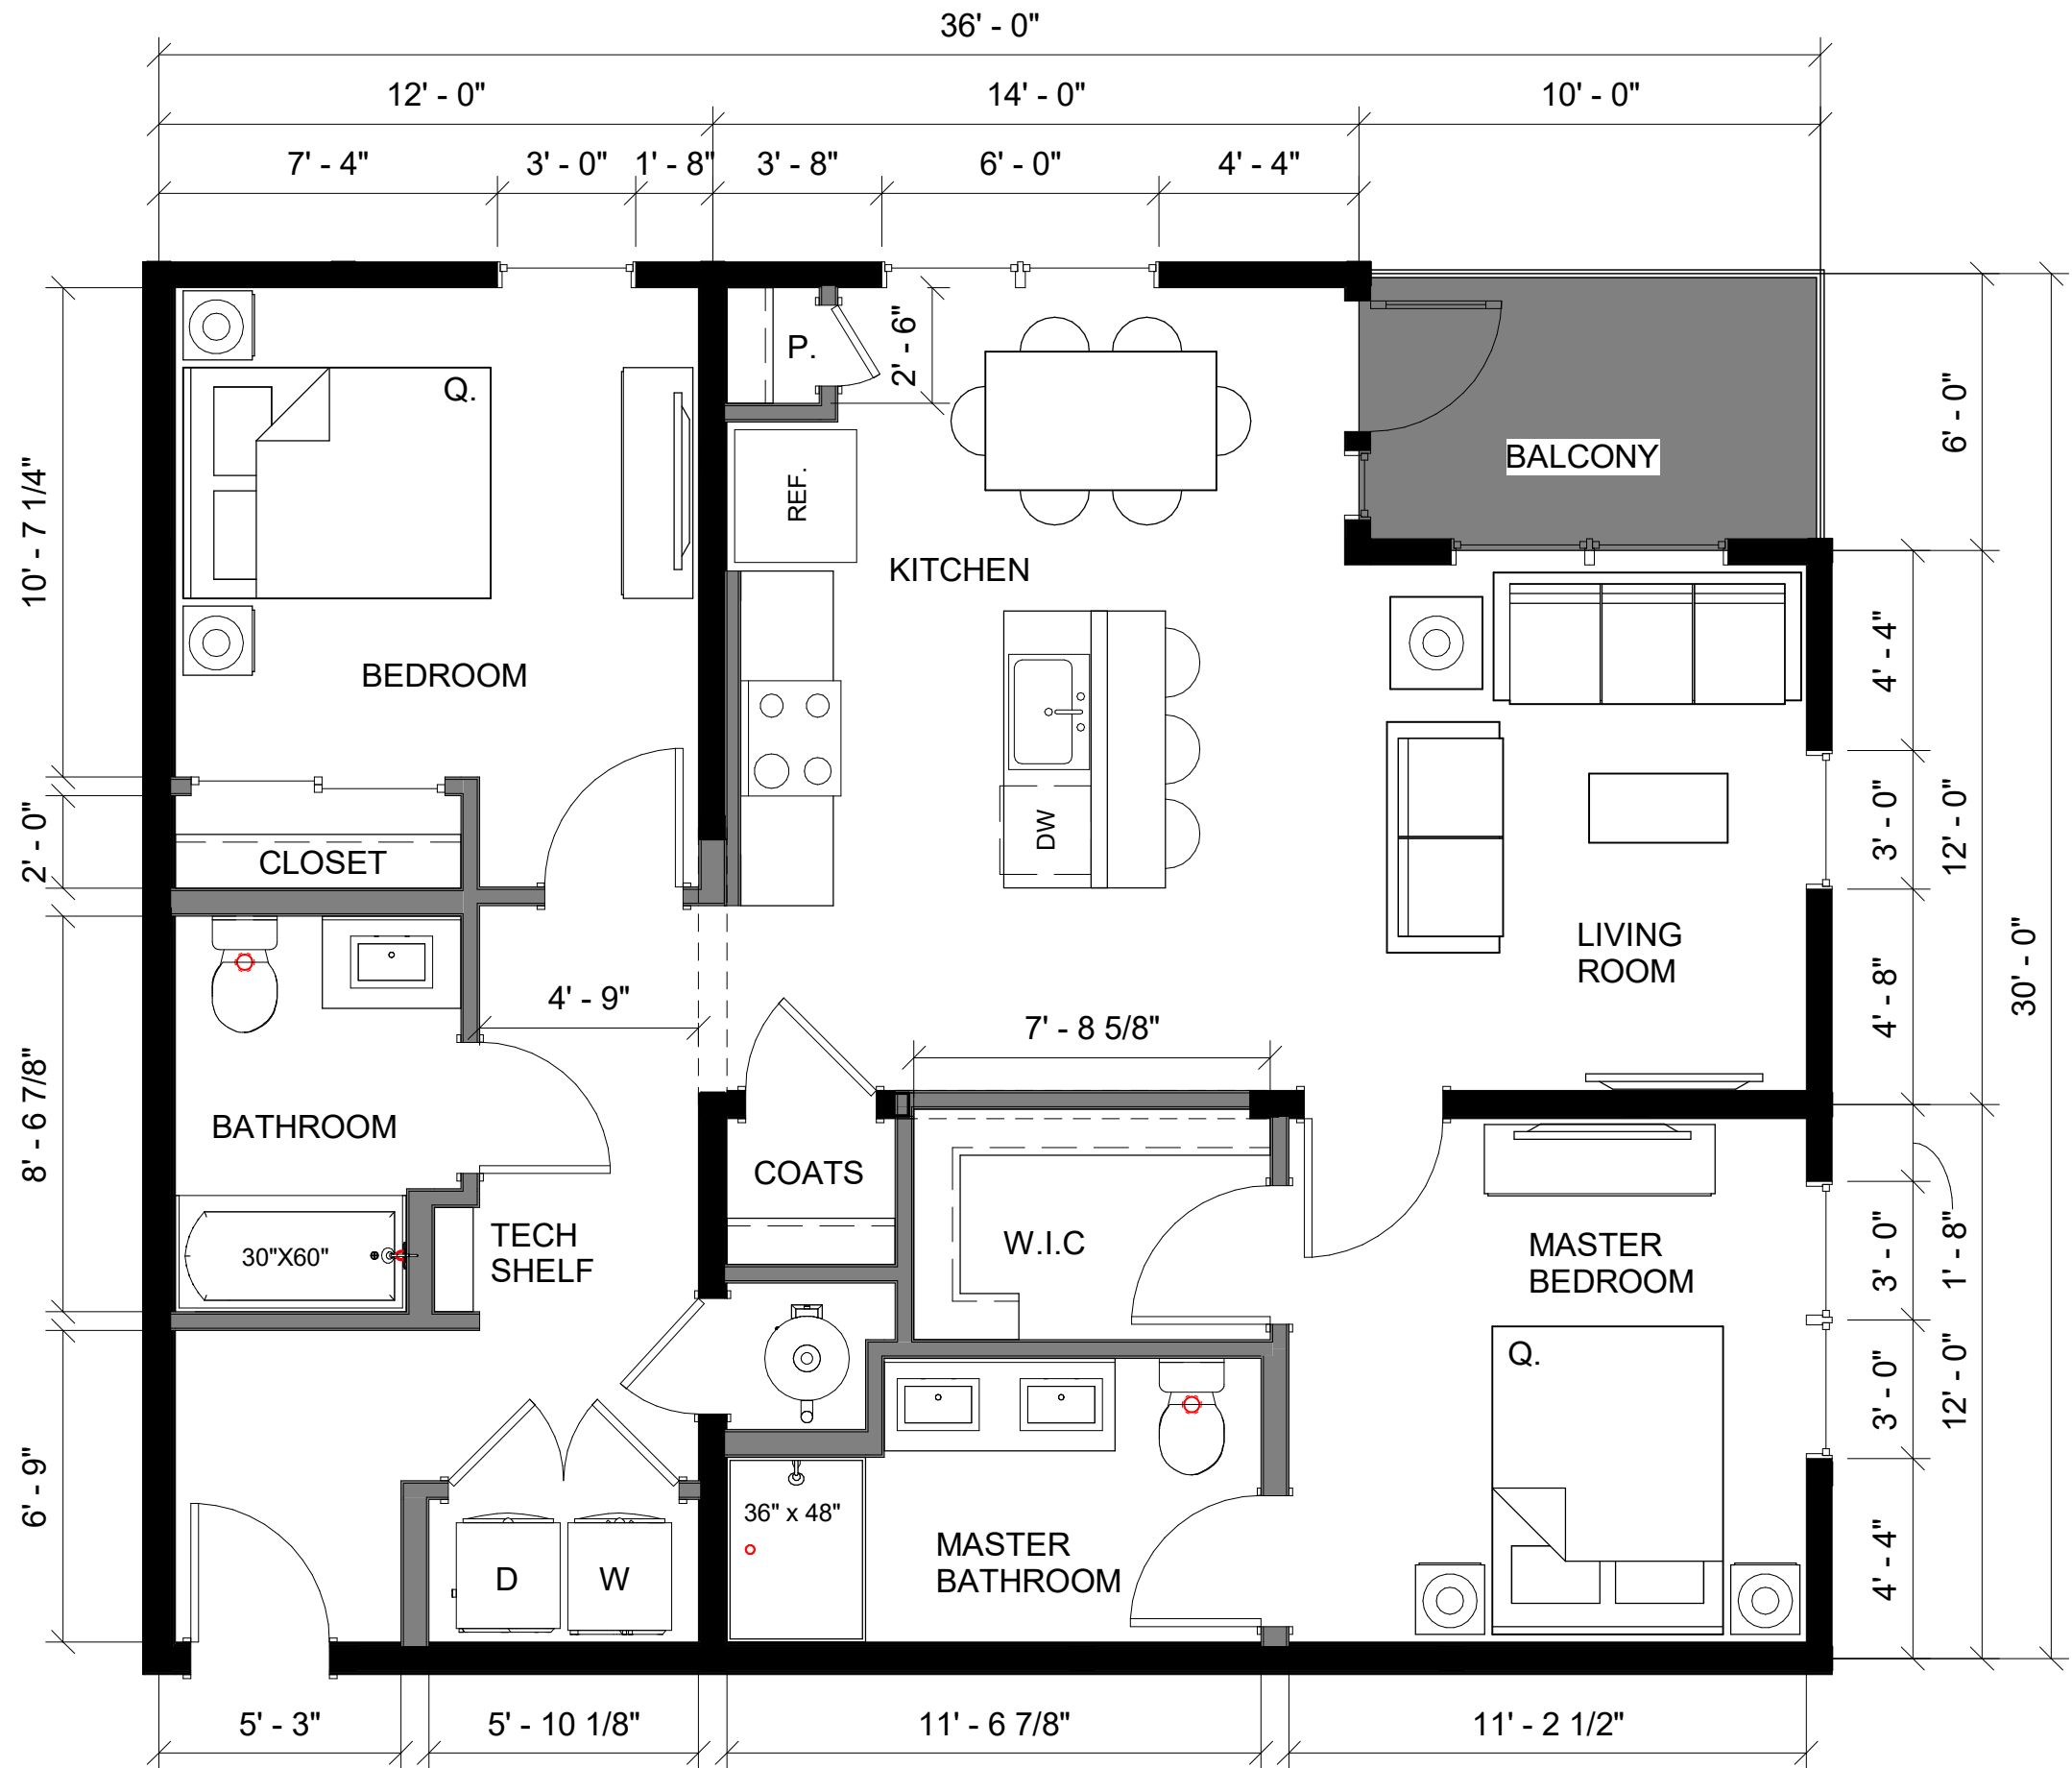 36' - 0"
12' - 0"
14' - 0"
10' - 0"
7' - 4"
3' - 0"
1' - 8"
3' - 8"
6' - 0"
4' - 4"
P.
2' - 6"
Q.
REF.
BALCONY
6' - 0"
10' - 7 1/4"
KITCHEN
BEDROOM
4' - 4"
2' - 0"
CLOSET
DW
3' - 0"
12' - 0"
LIVING
ROOM
4' - 8"
30' - 0"
4' - 9"
7' - 8 5/8"
8' - 6 7/8"
BATHROOM
COATS
TECH
SHELF
30"X60"
W.I.C
MASTER
BEDROOM
3' - 0"
1' - 8"
Q.
3' - 0"
12' - 0"
6' - 9"
36" x 48"
MASTER
BATHROOM
D
W
4' - 4"
5' - 3"
5' - 10 1/8"
11' - 6 7/8"
11' - 2 1/2"